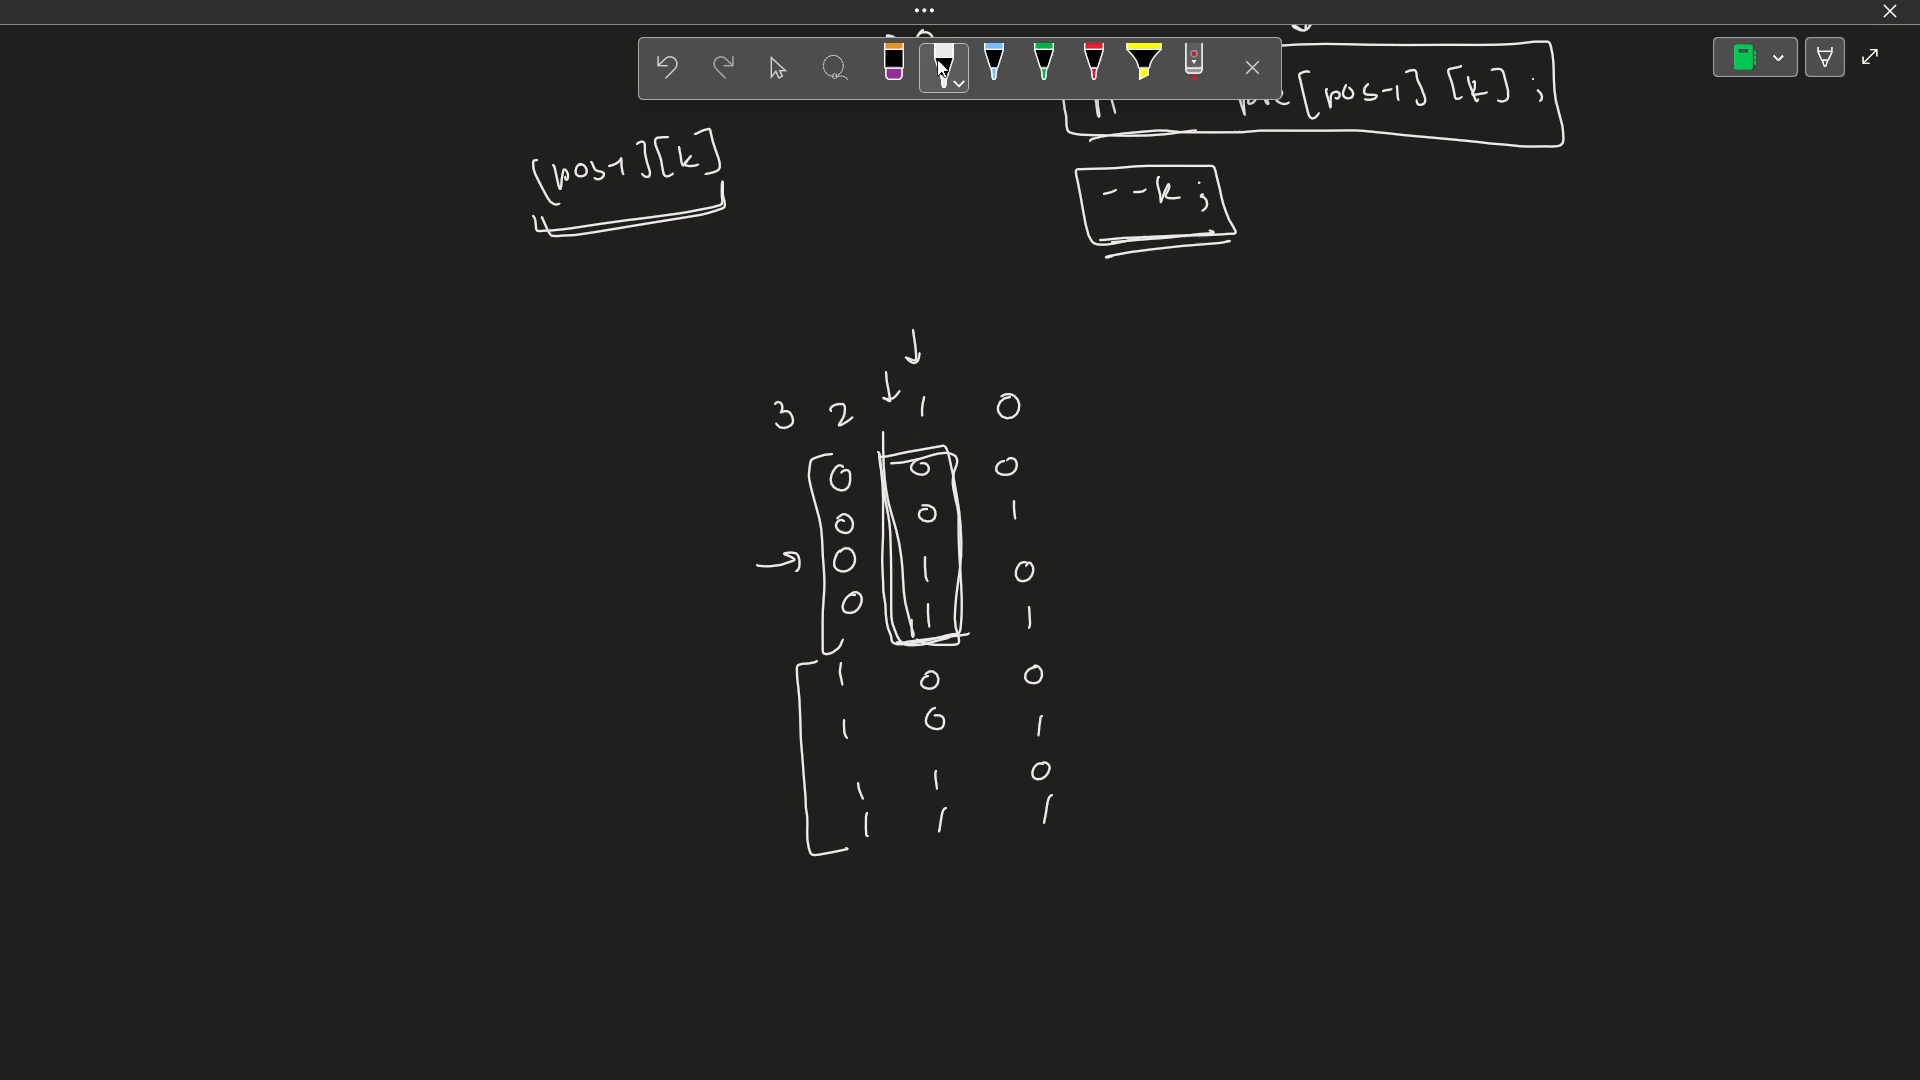 pre[pos-1][k];
[pos-1][k]
--k;
3 2 1 0
0 0 0
0 0 1
0 1 0
0 1 1
1 0 0
1 0 1
1 1 0
1 1 1